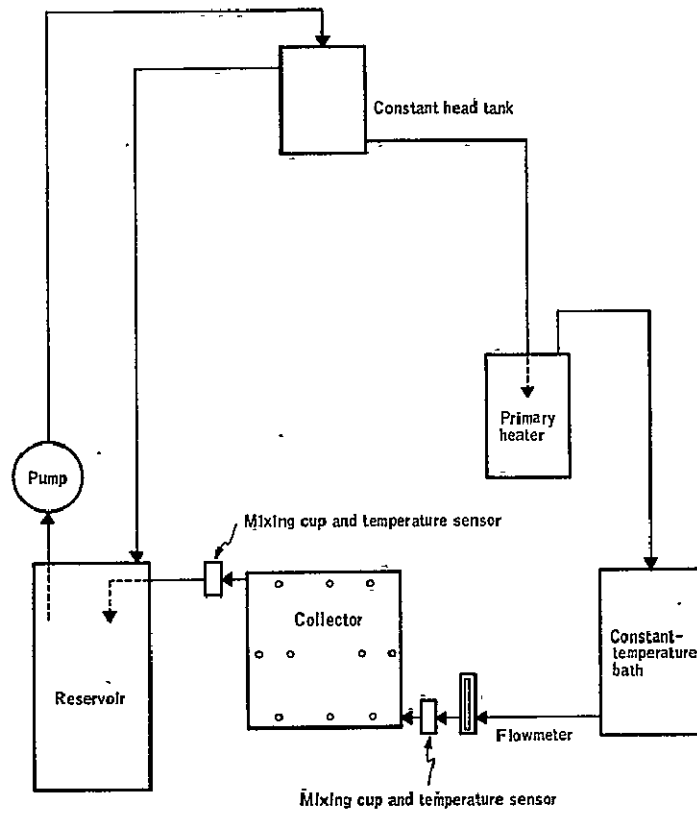 Constant head tank
Primary
heater
Pump
Mixing cup and temperature sensor
Collector
Constant-
temperature
bath
Reservoir
Flowmeter
Mixing cup and temperature sensor